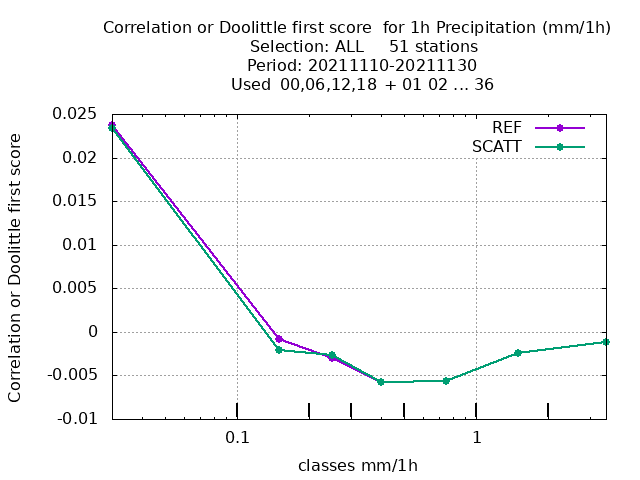 Correlation or Doolittle first score  for 1h Precipitation (mm/1h)
Selection: ALL     51 stations
Period: 20211110-20211130
Used  00,06,12,18  + 01 02 ... 36
REF
SCATT
Correlation or Doolittle first score
0.025
0.02
0.015
0.01
0.005
0
-0.005
-0.01
0.1
1
classes mm/1h